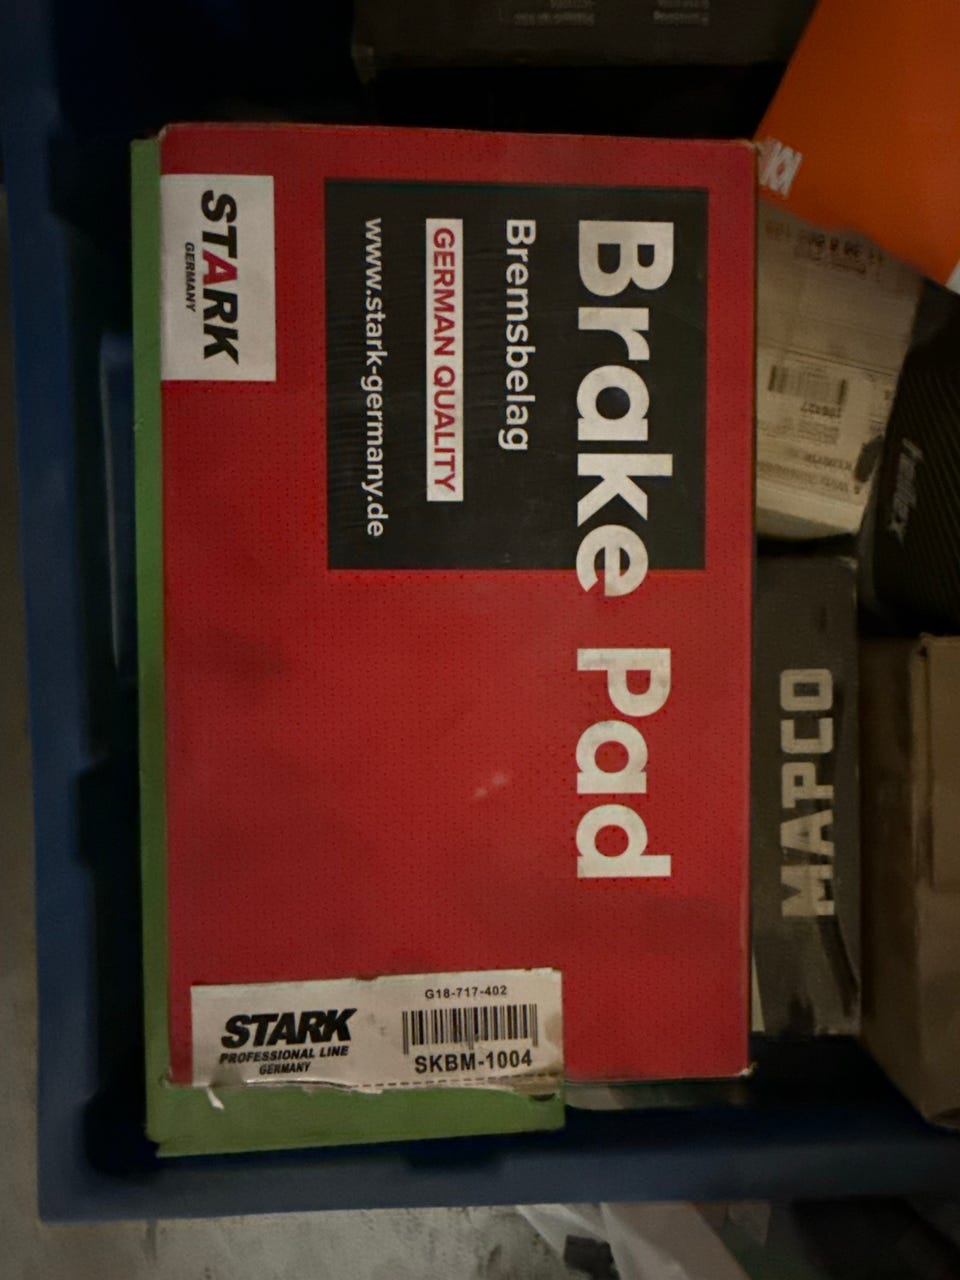 STARK
GERMANY
Brake Pad
Bremsbelag
GERMAN QUALITY
www.stark-germany.de
G18-717-402
STARK
PROFESSIONAL LINE
GERMANY
SKBM-1004
MAPCO